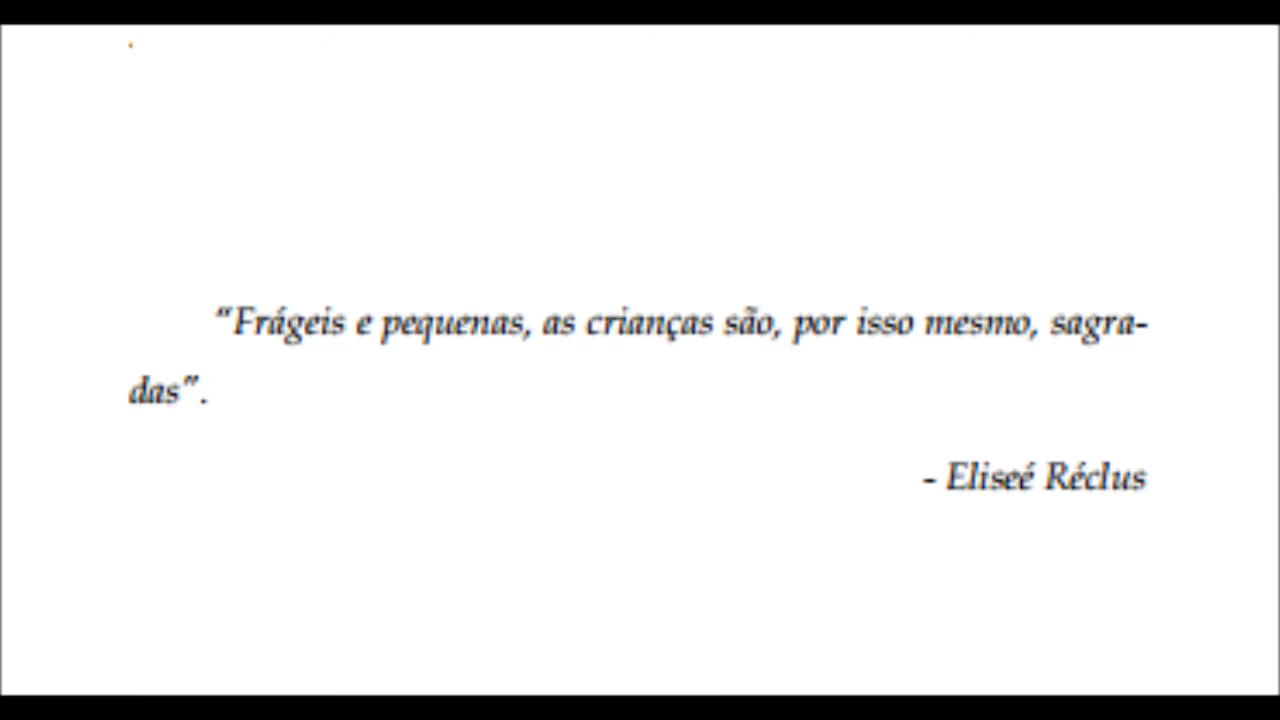 “Frágeis e pequenas, as crianças são, por isso mesmo, sagra-
das”.
- Eliseé Réclus